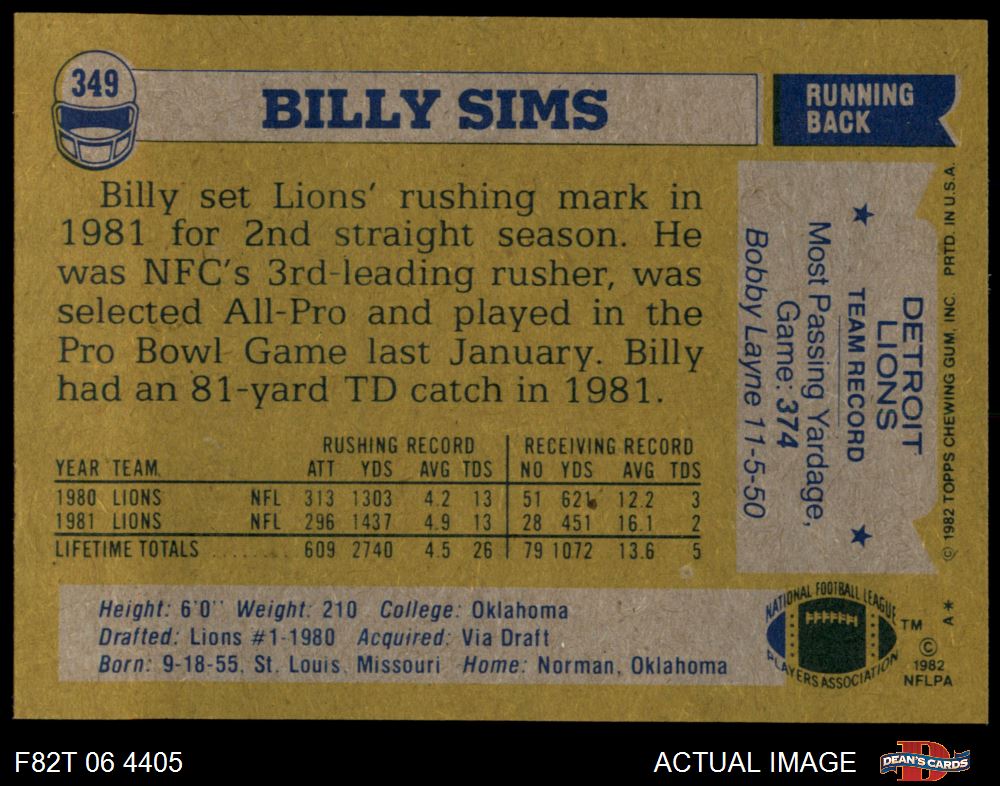 349
BILLY SIMS
RUNNING
BACK
Billy set Lions' rushing mark in
1981 for 2nd straight season. He
was NFC's 3rd-leading rusher, was
selected All-Pro and played in the
Pro Bowl Game last January. Billy
had an 81-yard TD catch in 1981.
RUSHING RECORD RECEIVING RECORD
YEAR TEAM ATT YDS AVG TDS NO YDS AVG TDS
1980 LIONS NFL 313 1303 4.2 13 51 621 12.2 3
1981 LIONS NFL 296 1437 4.9 13 28 451 16.1 2
LIFETIME TOTALS ........ 609 2740 4.5 26 79 1072 13.6 5
Height: 6'0" Weight: 210 College: Oklahoma
Drafted: Lions #1-1980 Acquired: Via Draft
Born: 9-18-55, St. Louis, Missouri Home: Norman, Oklahoma
DETROIT
LIONS
TEAM RECORD
Most Passing Yardage,
Game: 374
Bobby Layne 11-5-50
© 1982 TOPPS CHEWING GUM, INC. PRTD. IN U.S.A.
A*
NATIONAL FOOTBALL LEAGUE
PLAYERS ASSOCIATION
TM
©
1982
NFLPA
F82T 06 4405
ACTUAL IMAGE
D
DEAN'S CARDS